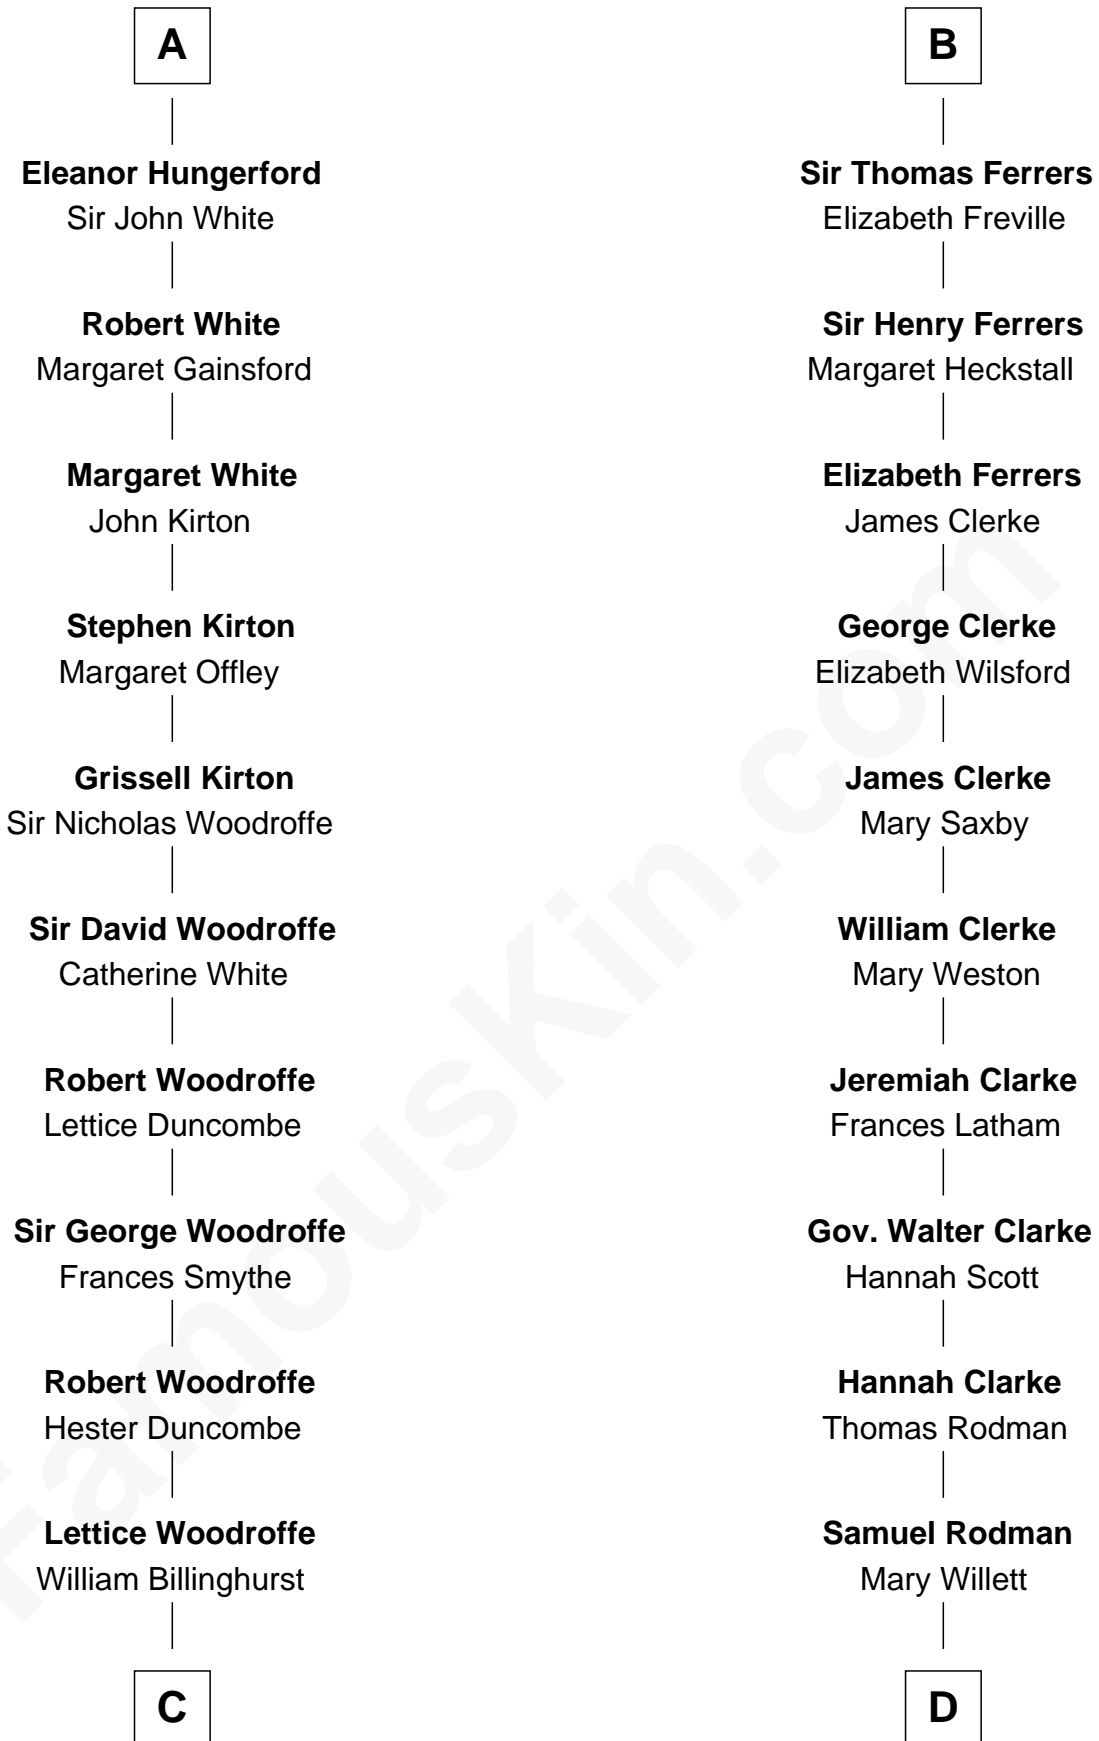 A
Eleanor Hungerford
Sir John White
Robert White
Margaret Gainsford
Margaret White
John Kirton
Stephen Kirton
Margaret Offley
Grissell Kirton
Sir Nicholas Woodroffe
Sir David Woodroffe
Catherine White
Robert Woodroffe
Lettice Duncombe
Sir George Woodroffe
Frances Smythe
Robert Woodroffe
Hester Duncombe
Lettice Woodroffe
William Billinghurst
C
B
Sir Thomas Ferrers
Elizabeth Freville
Sir Henry Ferrers
Margaret Heckstall
Elizabeth Ferrers
James Clerke
George Clerke
Elizabeth Wilsford
James Clerke
Mary Saxby
William Clerke
Mary Weston
Jeremiah Clarke
Frances Latham
Gov. Walter Clarke
Hannah Scott
Hannah Clarke
Thomas Rodman
Samuel Rodman
Mary Willett
D
FamousKin.com